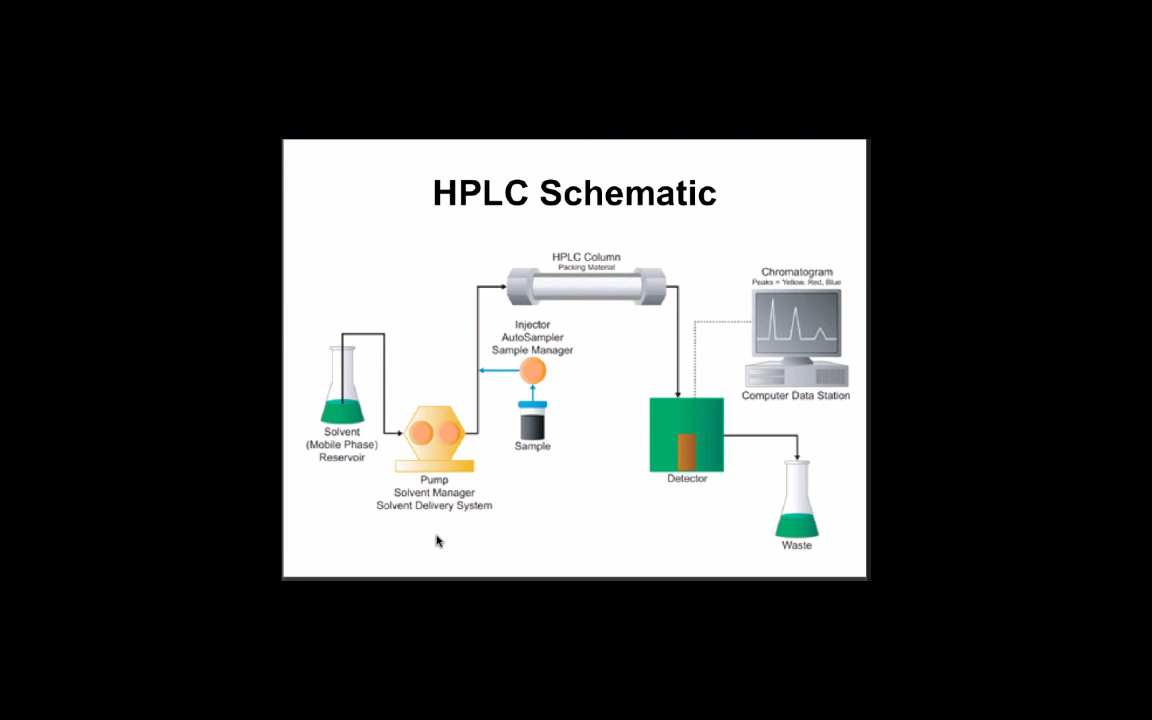 HPLC Schematic
HPLC Column
Packing Material
Chromatogram
Peaks = Yellow, Red, Blue
Injector
AutoSampler
Sample Manager
Computer Data Station
Solvent
(Mobile Phase)
Reservoir
Sample
Pump
Solvent Manager
Solvent Delivery System
Detector
Waste